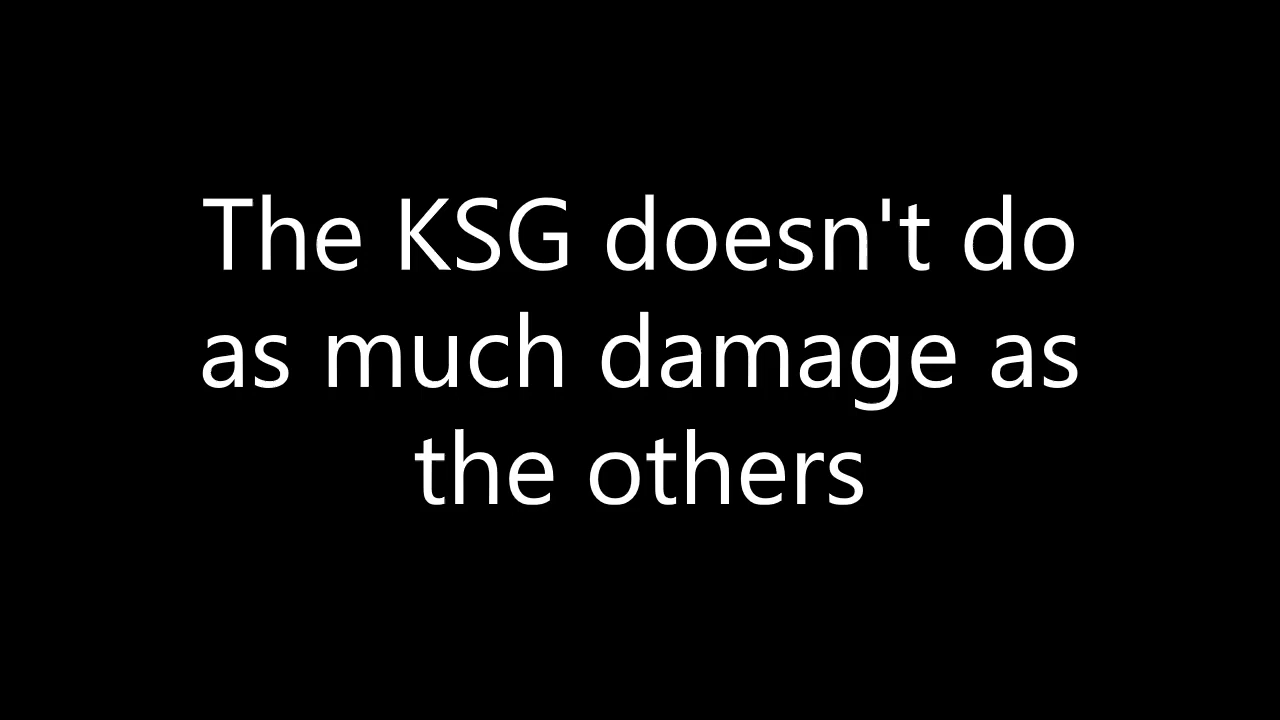 The KSG doesn't do
as much damage as
the others